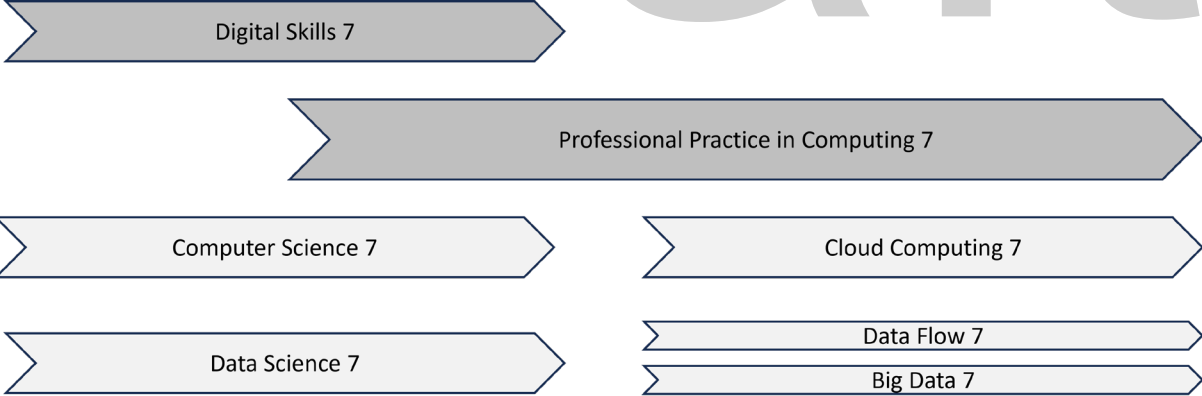 Digital Skills 7
Professional Practice in Computing 7
Computer Science 7
Cloud Computing 7
Data Science 7
Data Flow 7
Big Data 7